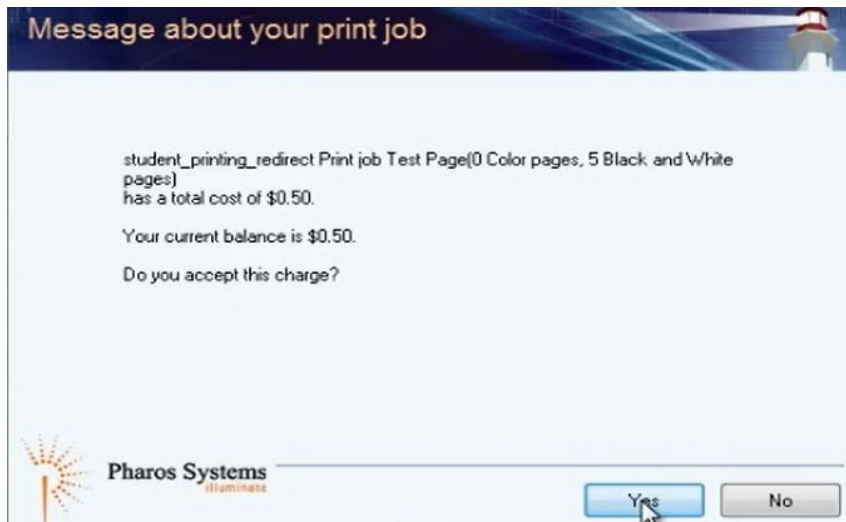 Message about your print job
student_printing_redirect Print job Test Page(0 Color pages, 5 Black and White
pages)
has a total cost of $0.50.
Your current balance is $0.50.
Do you accept this charge?
Pharos Systems
illuminate
Yes
No